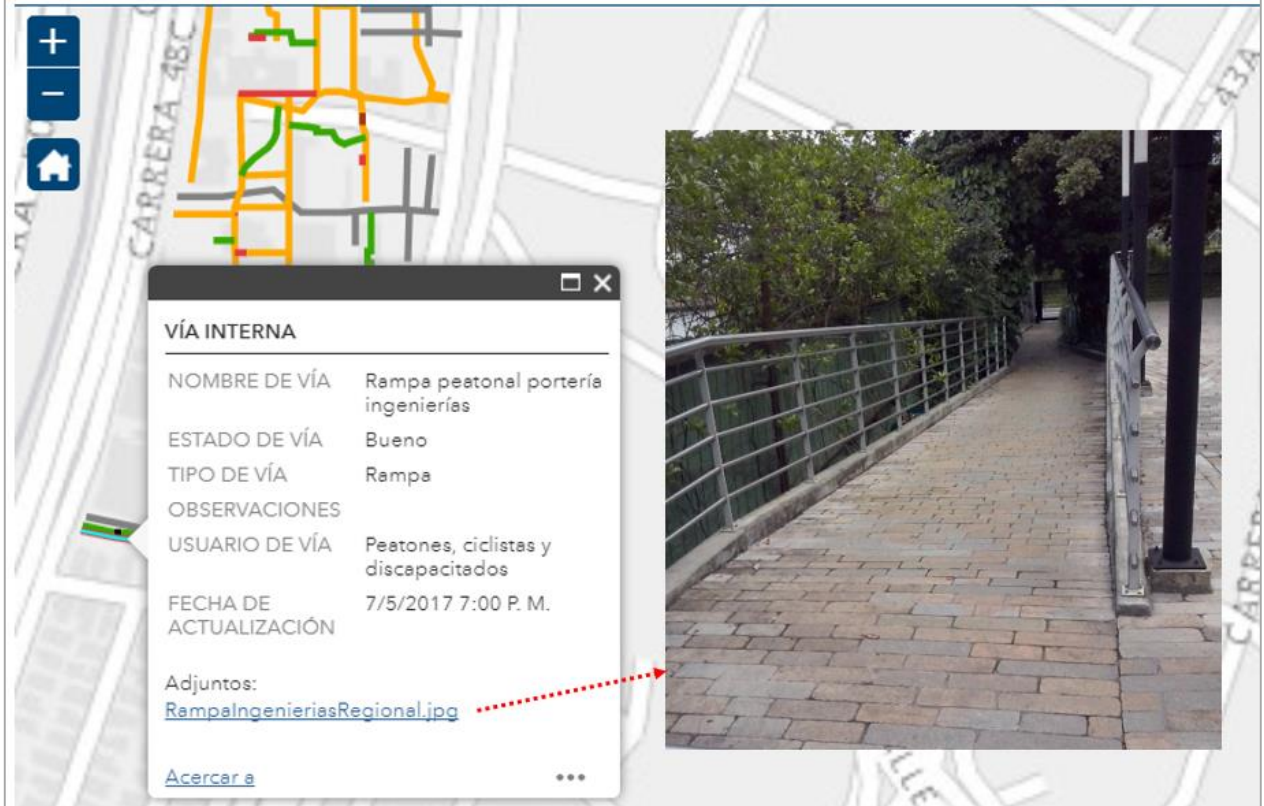 +
−
CARRERA 48C
43A
VÍA INTERNA
NOMBRE DE VÍA Rampa peatonal portería
ingenierías
ESTADO DE VÍA Bueno
TIPO DE VÍA Rampa
OBSERVACIONES
USUARIO DE VÍA Peatones, ciclistas y
discapacitados
FECHA DE 7/5/2017 7:00 P. M.
ACTUALIZACIÓN
Adjuntos:
RampaIngenieriasRegional.jpg
Acercar a